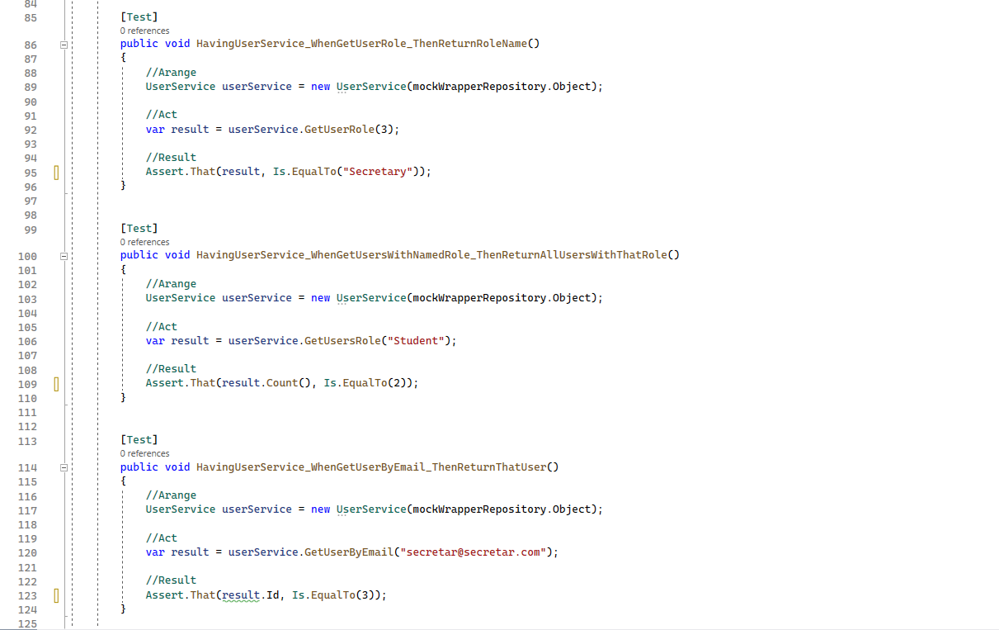 84
85 [Test]
0 references
86 public void HavingUserService_WhenGetUserRole_ThenReturnRoleName()
87 {
88 //Arange
89 UserService userService = new UserService(mockWrapperRepository.Object);
90
91 //Act
92 var result = userService.GetUserRole(3);
93
94 //Result
95 Assert.That(result, Is.EqualTo("Secretary"));
96 }
97
98
99 [Test]
0 references
100 public void HavingUserService_WhenGetUsersWithNamedRole_ThenReturnAllUsersWithThatRole()
101 {
102 //Arange
103 UserService userService = new UserService(mockWrapperRepository.Object);
104
105 //Act
106 var result = userService.GetUsersRole("Student");
107
108 //Result
109 Assert.That(result.Count(), Is.EqualTo(2));
110 }
111
112
113 [Test]
0 references
114 public void HavingUserService_WhenGetUserByEmail_ThenReturnThatUser()
115 {
116 //Arange
117 UserService userService = new UserService(mockWrapperRepository.Object);
118
119 //Act
120 var result = userService.GetUserByEmail("secretar@secretar.com");
121
122 //Result
123 Assert.That(result.Id, Is.EqualTo(3));
124 }
125